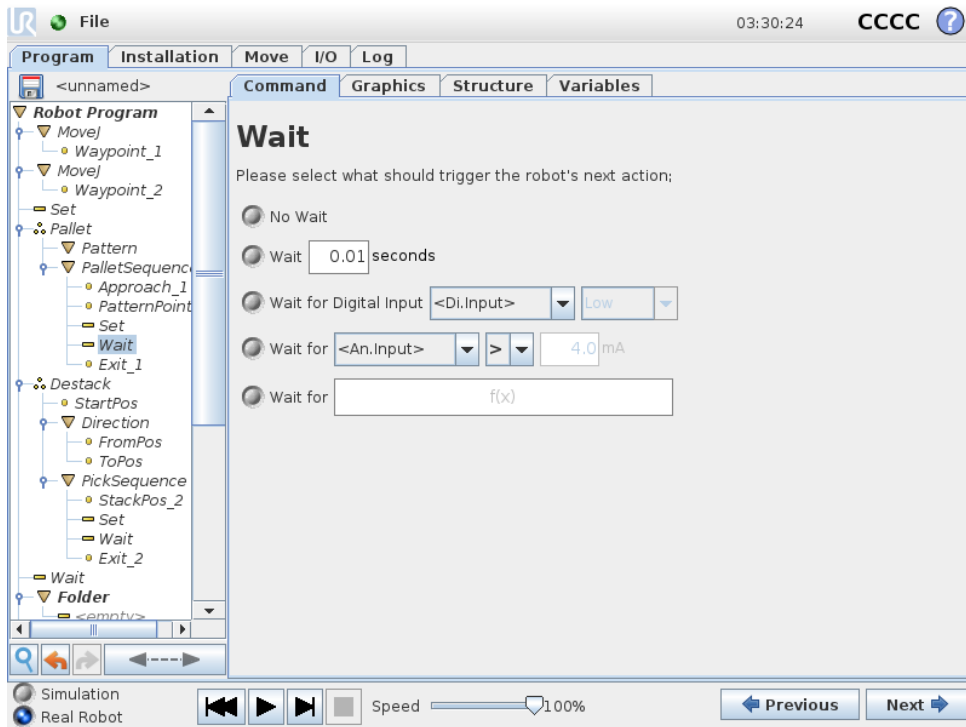 UR File 03:30:24 CCCC ?
Program Installation Move I/O Log
<unnamed>
Command Graphics Structure Variables
Robot Program
MoveJ
Waypoint_1
MoveJ
Waypoint_2
Set
Pallet
Pattern
PalletSequenc
Approach_1
PatternPoint
Set
Wait
Exit_1
Destack
StartPos
Direction
FromPos
ToPos
PickSequence
StackPos_2
Set
Wait
Exit_2
Wait
Folder
<empty>
Wait
Please select what should trigger the robot's next action;
No Wait
Wait 0.01 seconds
Wait for Digital Input <Di.Input> Low
Wait for <An.Input> > 4.0 mA
Wait for f(x)
Simulation
Real Robot
Speed 100%
Previous Next